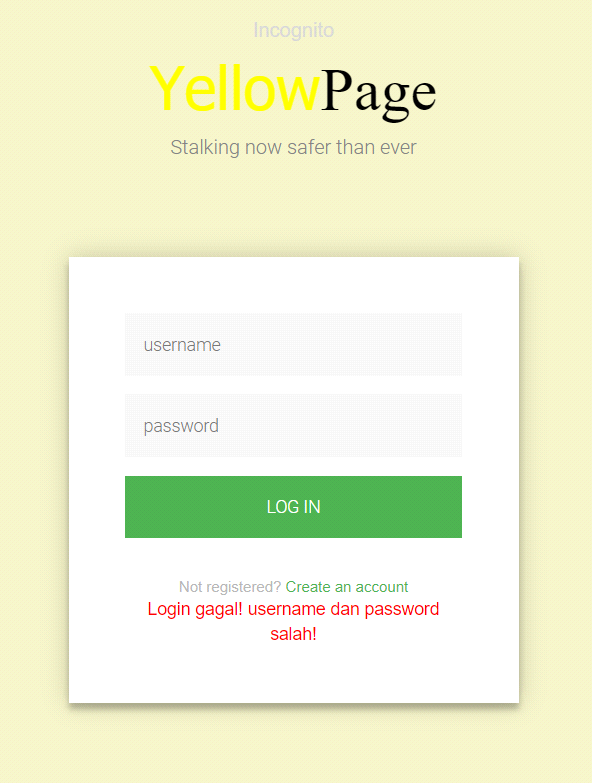 Incognito
YellowPage
Stalking now safer than ever
username
password
LOG IN
Not registered? Create an account
Login gagal! username dan password
salah!